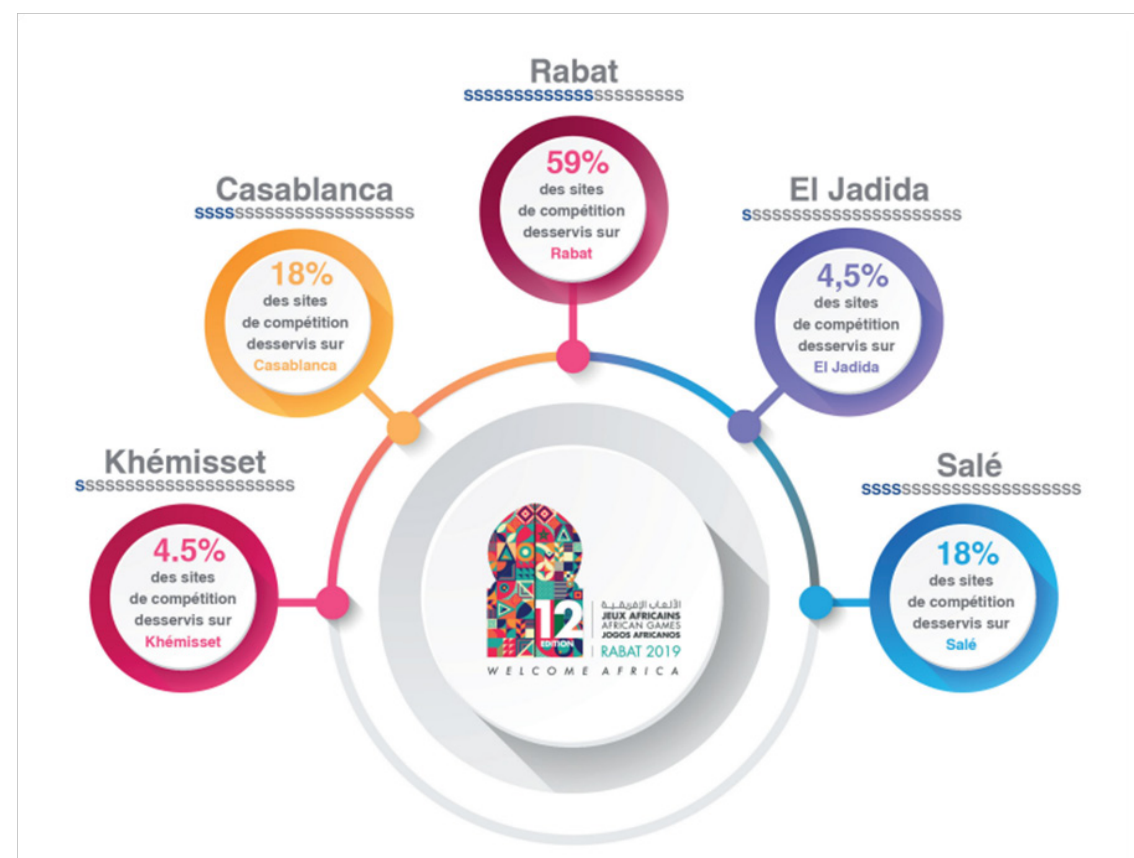 Rabat
ssssssssssssssssssssss
59%
des sites
de compétition
desservis sur
Rabat
Casablanca
ssssssssssssssssssssss
18%
des sites
de compétition
desservis sur
Casablanca
El Jadida
ssssssssssssssssssssss
4,5%
des sites
de compétition
desservis sur
El Jadida
Khémisset
ssssssssssssssssssssss
4.5%
des sites
de compétition
desservis sur
Khémisset
Salé
ssssssssssssssssssssss
18%
des sites
de compétition
desservis sur
Salé
12
EDITION
الألعاب الإفريقية
JEUX AFRICAINS
AFRICAN GAMES
JOGOS AFRICANOS
RABAT 2019
WELCOME AFRICA